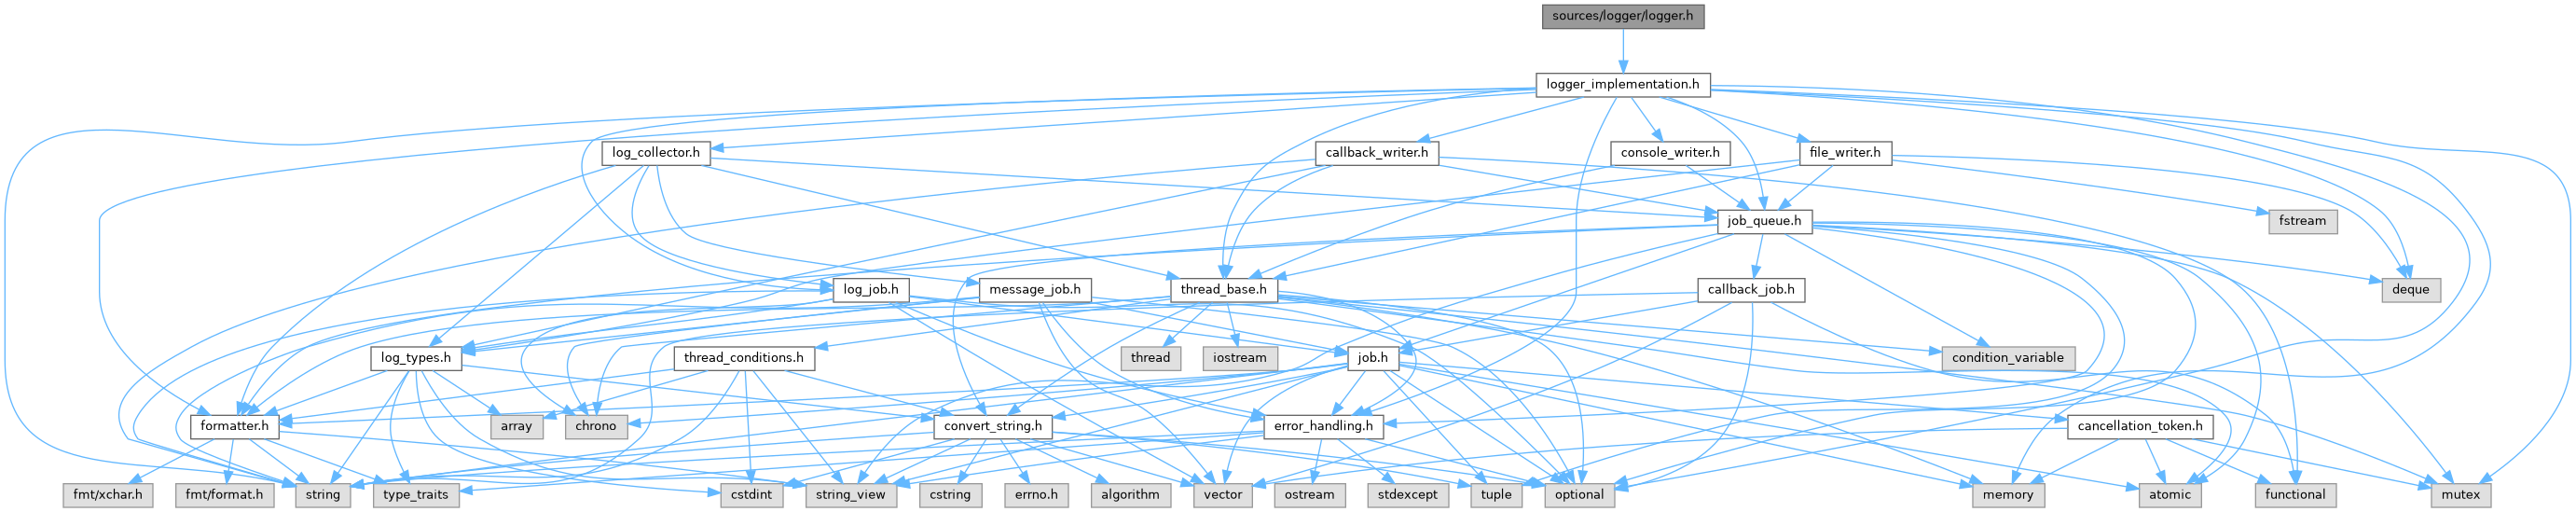 sources/logger/logger.h
logger_implementation.h
log_collector.h
callback_writer.h
console_writer.h
file_writer.h
job_queue.h
fstream
log_job.h
message_job.h
thread_base.h
callback_job.h
deque
log_types.h
thread_conditions.h
thread
iostream
job.h
condition_variable
formatter.h
array
chrono
convert_string.h
error_handling.h
cancellation_token.h
fmt/xchar.h
fmt/format.h
string
type_traits
cstdint
string_view
cstring
errno.h
algorithm
vector
ostream
stdexcept
tuple
optional
memory
atomic
functional
mutex